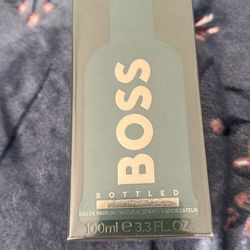 BOSS
BOTTLED
EAU DE PARFUM NATURAL SPRAY - VAPORISATEUR
100ml e 3.3 FL.OZ.